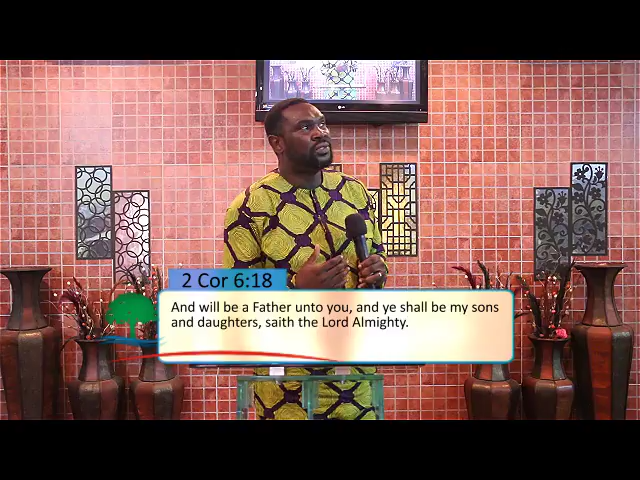 2 Cor 6:18
And will be a Father unto you, and ye shall be my sons
and daughters, saith the Lord Almighty.
LG